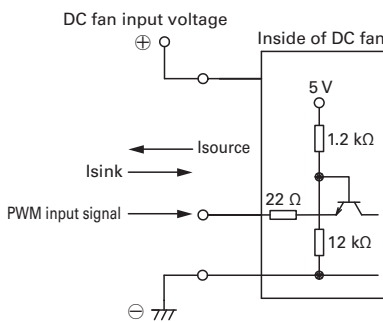 DC fan input voltage
⊕
Inside of DC fan
5 V
1.2 kΩ
Isource
Isink
22 Ω
PWM input signal
12 kΩ
⊖